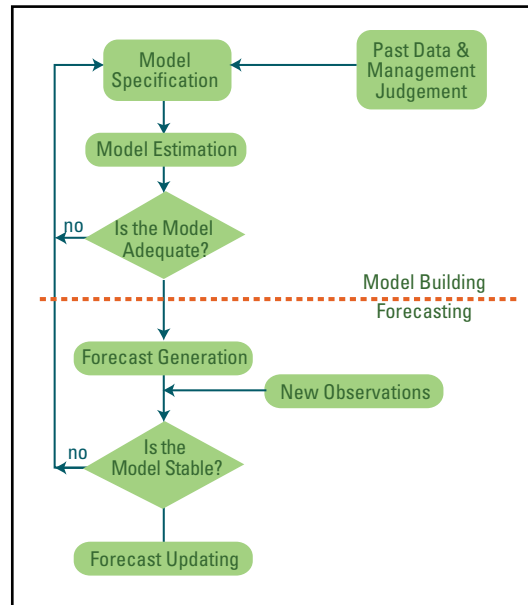 Model
Specification
Past Data &
Management
Judgement
Model Estimation
no
Is the Model
Adequate?
Model Building
Forecasting
Forecast Generation
New Observations
no
Is the
Model Stable?
Forecast Updating